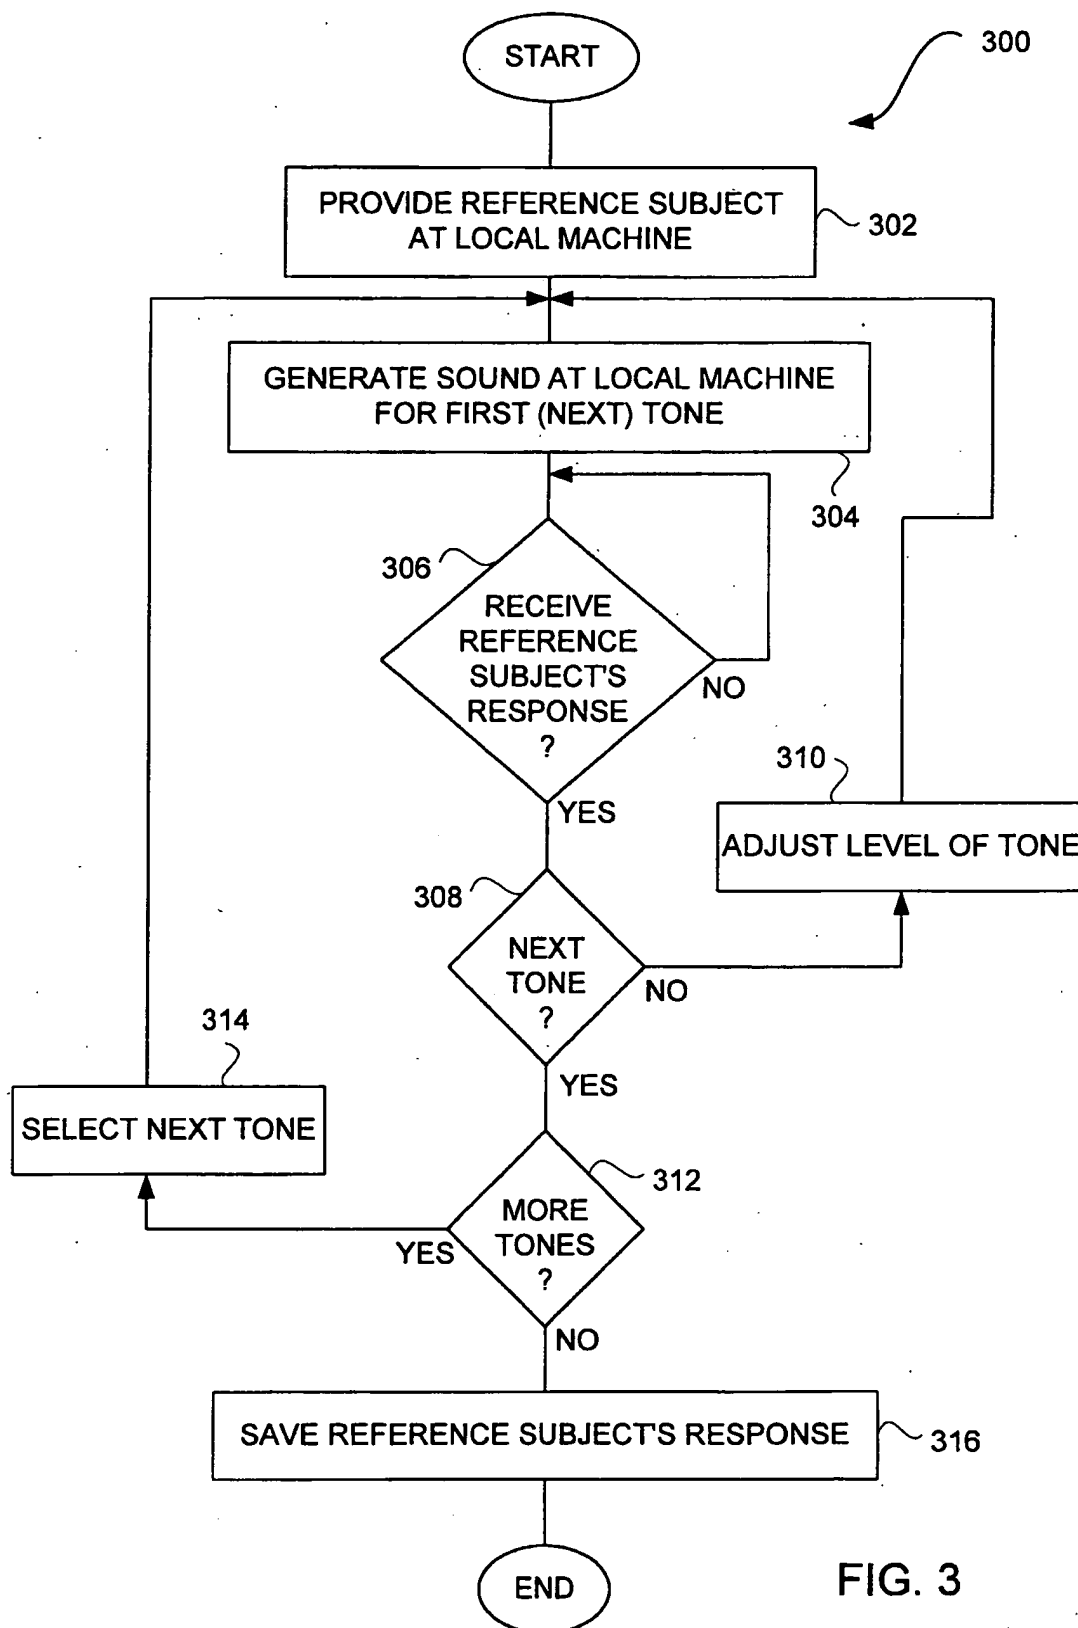 START
300
PROVIDE REFERENCE SUBJECT
AT LOCAL MACHINE
302
GENERATE SOUND AT LOCAL MACHINE
FOR FIRST (NEXT) TONE
304
306
RECEIVE
REFERENCE
SUBJECT'S
RESPONSE
?
NO
YES
310
ADJUST LEVEL OF TONE
308
NEXT
TONE
?
NO
YES
314
SELECT NEXT TONE
312
MORE
TONES
?
YES
NO
SAVE REFERENCE SUBJECT'S RESPONSE
316
END
FIG. 3